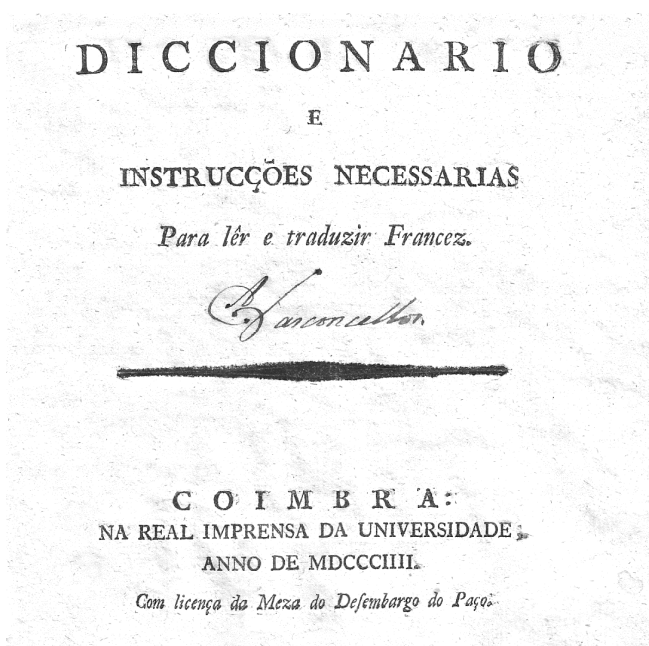 DICCIONARIO
E
INSTRUCÇÕES NECESSARIAS
Para lêr e traduzir Francez.
Vasconcellos.
COIMBRA:
NA REAL IMPRENSA DA UNIVERSIDADE;
ANNO DE MDCCCIIII.
Com licença da Meza do Deſembargo do Paço.